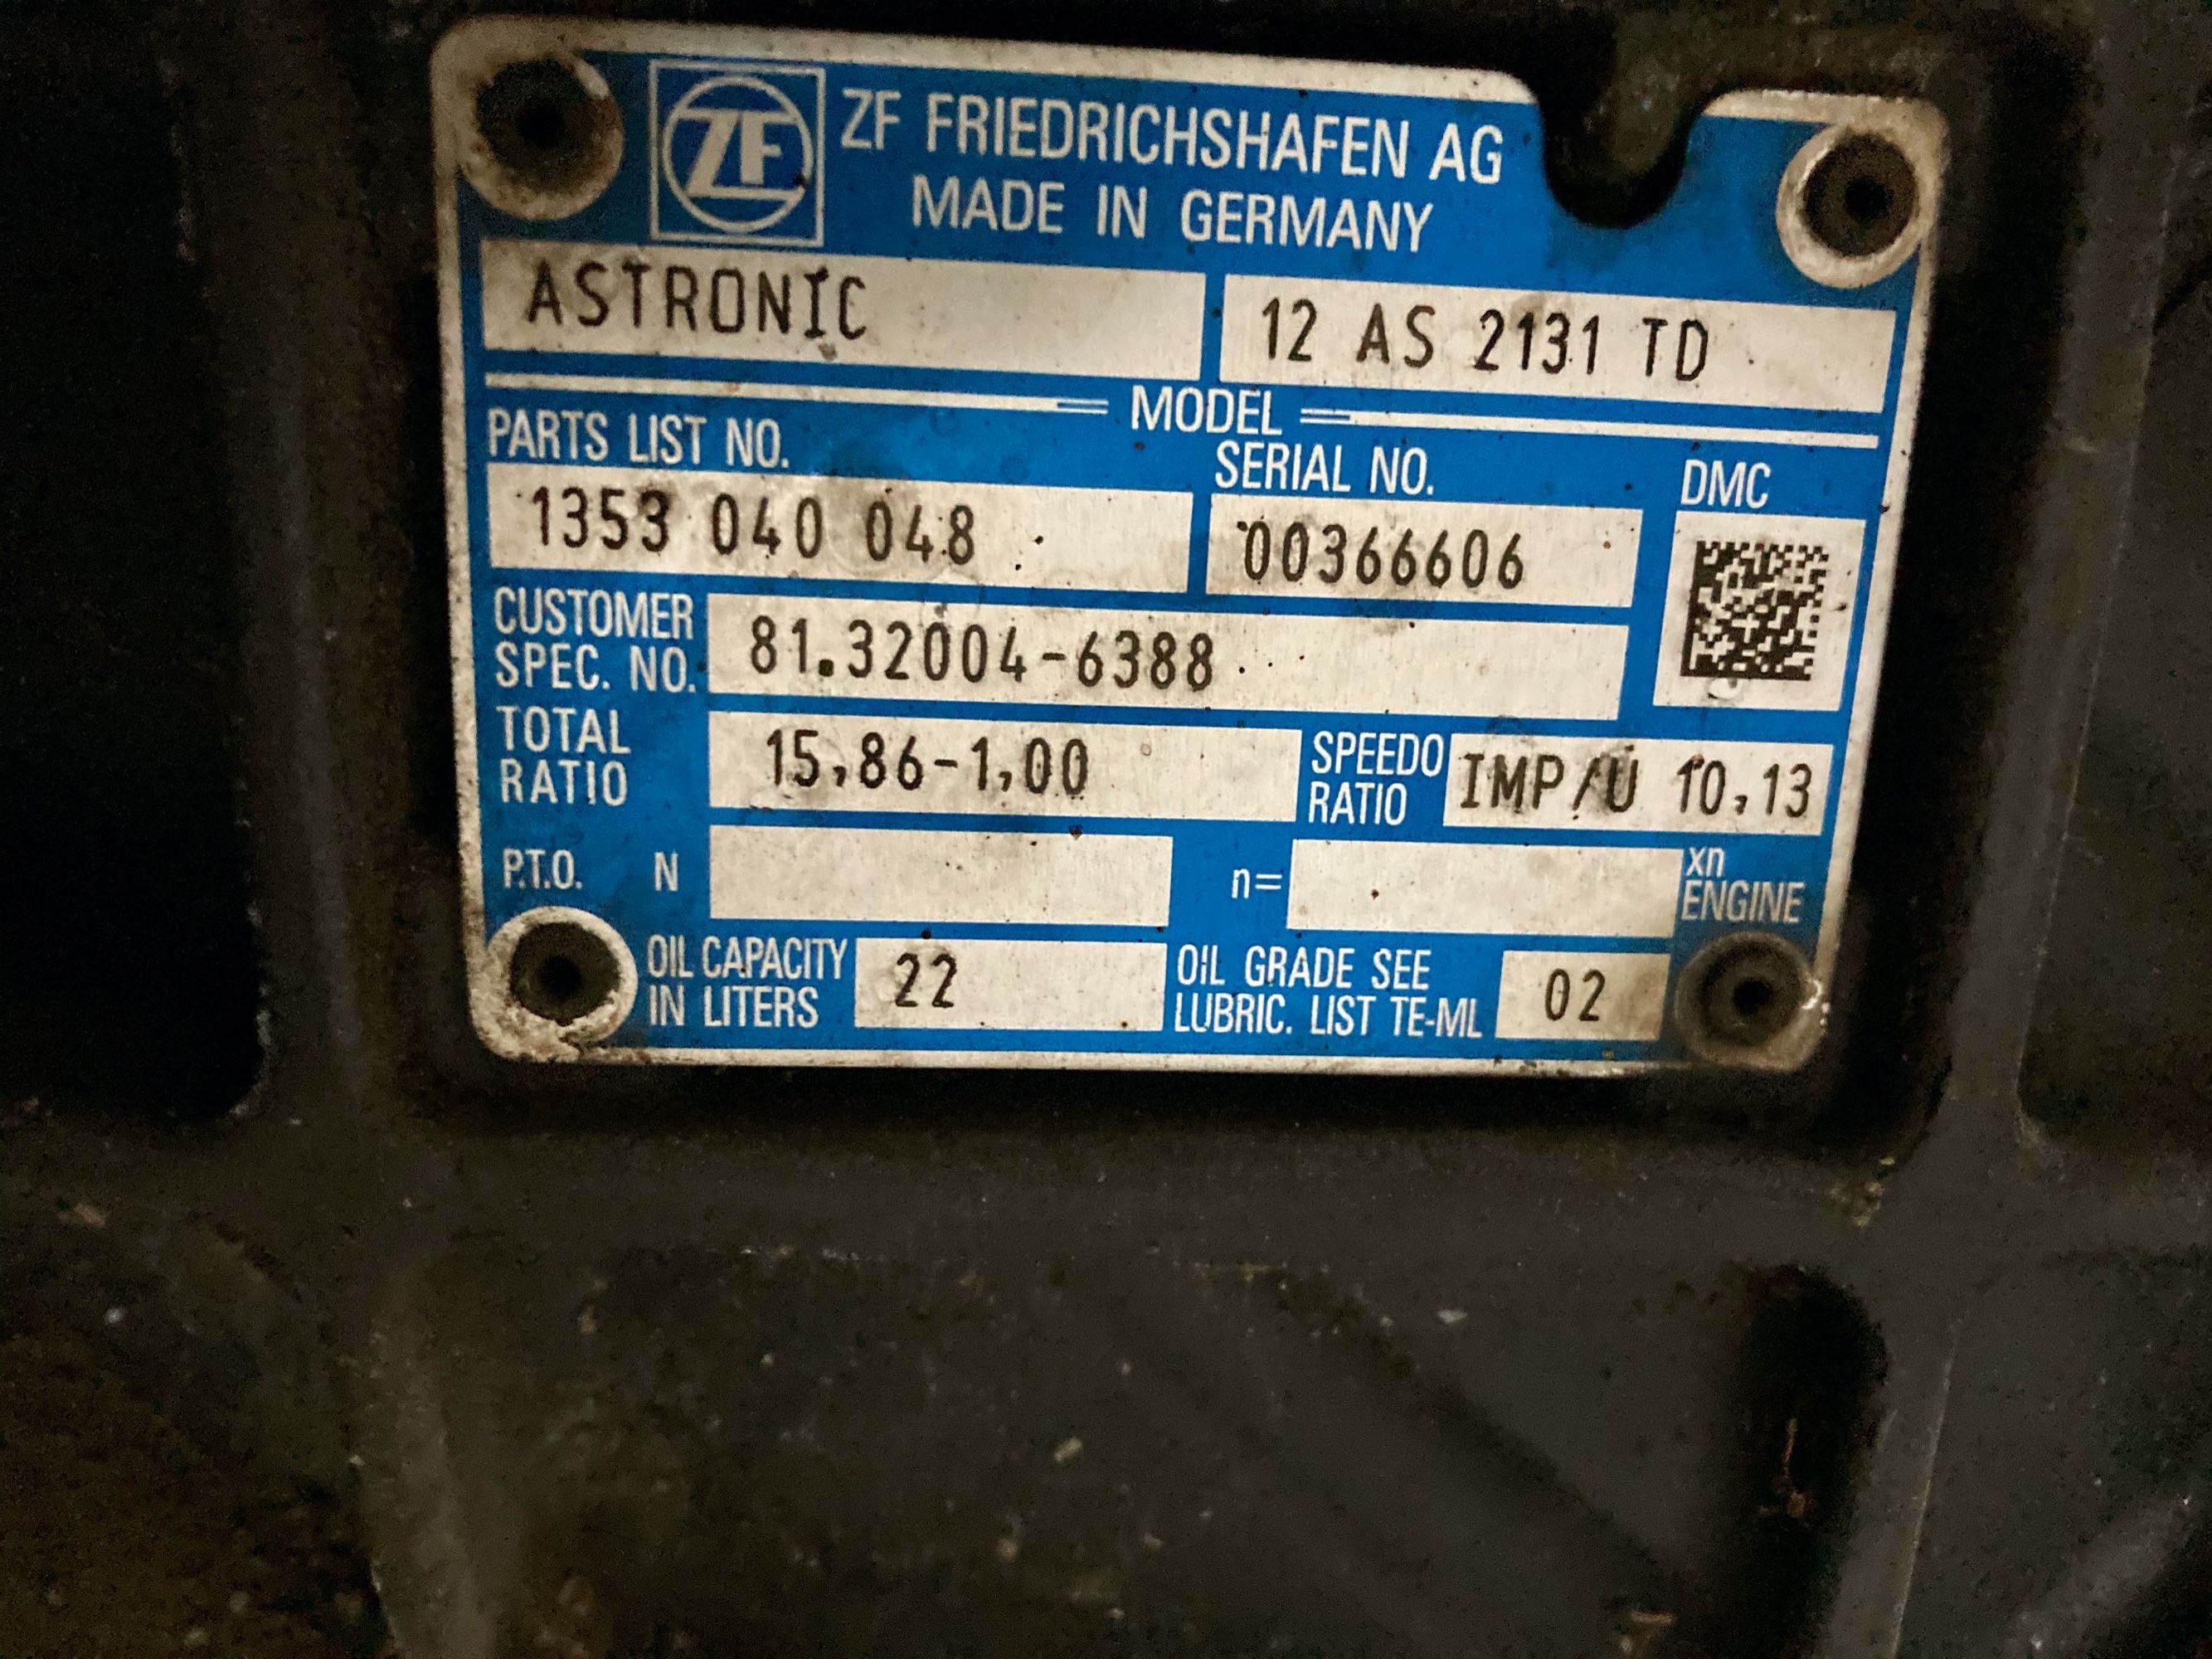 ZF ZF FRIEDRICHSHAFEN AG
MADE IN GERMANY
ASTRONIC 12 AS 2131 TD
MODEL
PARTS LIST NO. SERIAL NO. DMC
1353 040 048 00366606
CUSTOMER
SPEC. NO. 81.32004-6388
TOTAL
RATIO 15,86-1,00 SPEEDO
RATIO IMP/U 10,13
P.T.O. N n= xn
ENGINE
OIL CAPACITY
IN LITERS 22 OIL GRADE SEE
LUBRIC. LIST TE-ML 02